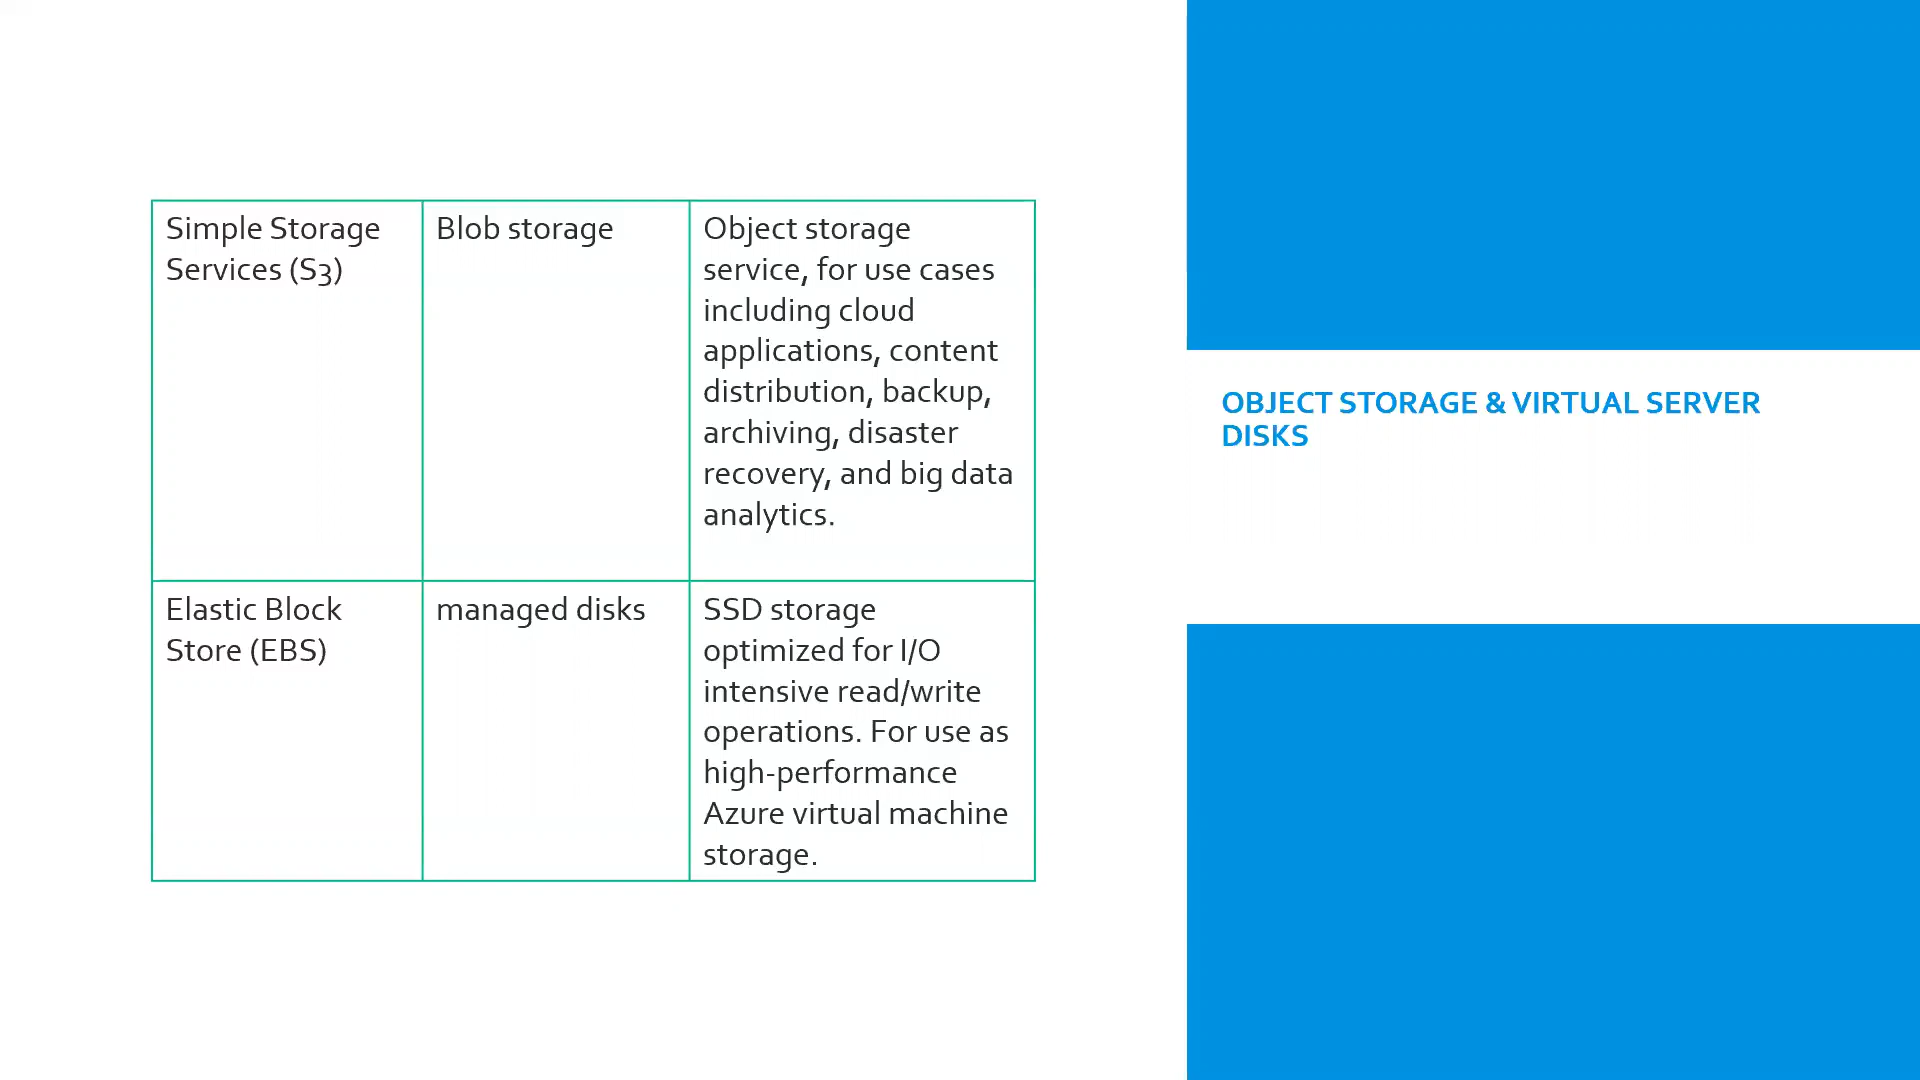 Simple Storage
Services (S3)
Blob storage
Object storage
service, for use cases
including cloud
applications, content
distribution, backup,
archiving, disaster
recovery, and big data
analytics.
Elastic Block
Store (EBS)
managed disks
SSD storage
optimized for I/O
intensive read/write
operations. For use as
high-performance
Azure virtual machine
storage.
OBJECT STORAGE & VIRTUAL SERVER
DISKS